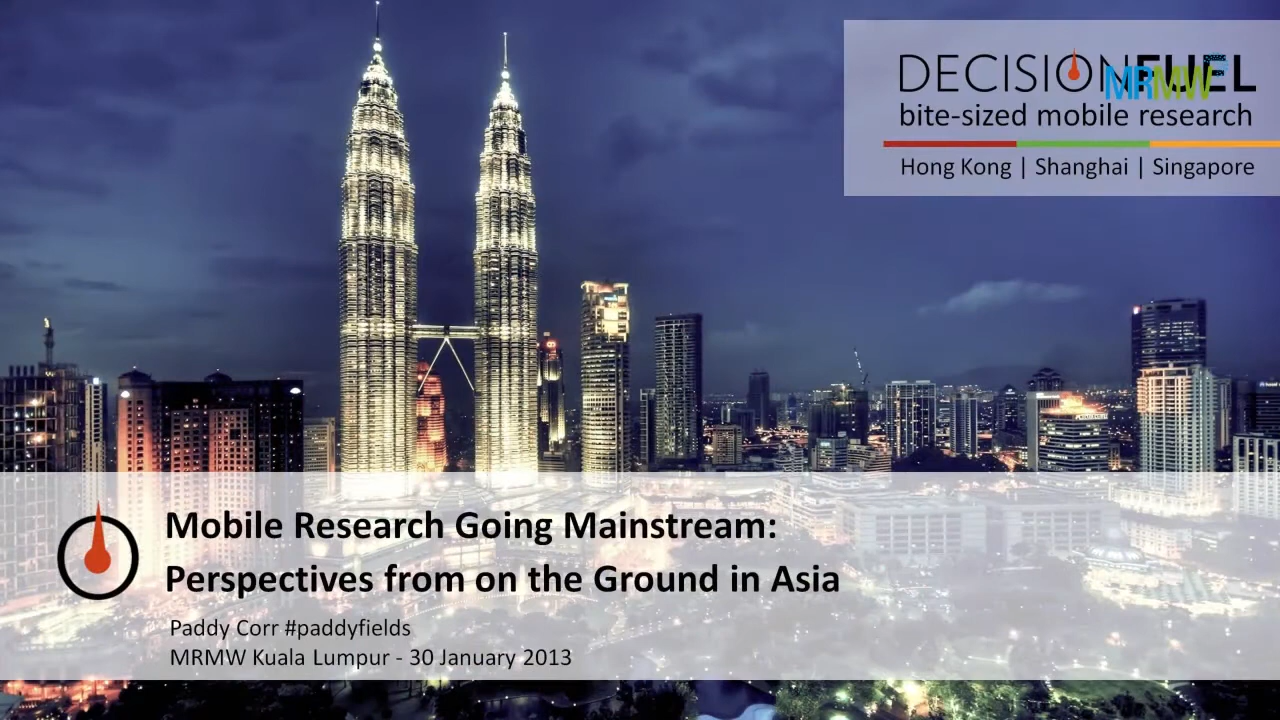 DECISIONFUEL
MRMW
bite-sized mobile research
Hong Kong | Shanghai | Singapore
Mobile Research Going Mainstream:
Perspectives from on the Ground in Asia
Paddy Corr #paddyfields
MRMW Kuala Lumpur - 30 January 2013